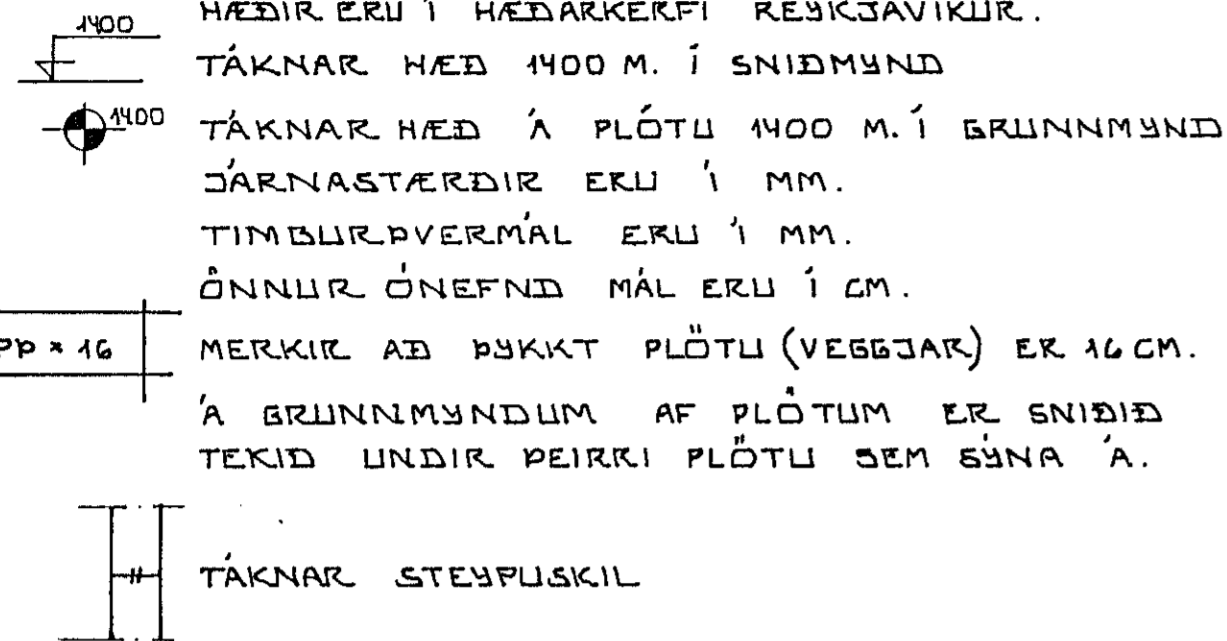 HÆÐIR ERU Í HÆÐARKERFI REYKJAVÍKUR.
1400
TÁKNAR HÆÐ 1400 M. Í SNIÐMYND
1400
TÁKNAR HÆÐ Á PLÖTU 1400 M. Í GRUNNMYND
JÁRNASTÆRÐIR ERU Í MM.
TIMBURÞVERMÁL ERU Í MM.
ÖNNUR ÓNEFND MÁL ERU Í CM.
ÞÞ × 16
MERKIR AÐ ÞYKKT PLÖTU (VEGGJAR) ER 16 CM.
Á GRUNNMYNDUM AF PLÖTUM ER SNIÐIÐ
TEKIÐ UNDIR ÞEIRRI PLÖTU SEM SÝNA Á.
TÁKNAR STEYPUSKIL